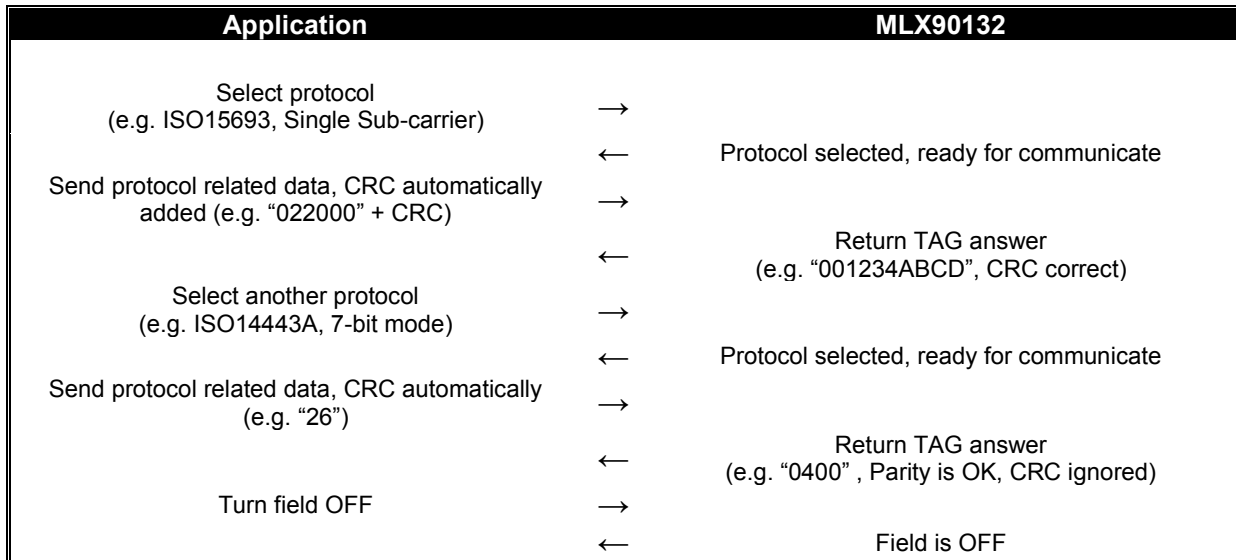 Application MLX90132
Select protocol
(e.g. ISO15693, Single Sub-carrier)
→
← Protocol selected, ready for communicate
Send protocol related data, CRC automatically
added (e.g. “022000” + CRC)
→
Return TAG answer
← (e.g. “001234ABCD”, CRC correct)
Select another protocol
(e.g. ISO14443A, 7-bit mode)
→
← Protocol selected, ready for communicate
Send protocol related data, CRC automatically
(e.g. “26”)
→
Return TAG answer
← (e.g. “0400” , Parity is OK, CRC ignored)
Turn field OFF →
← Field is OFF